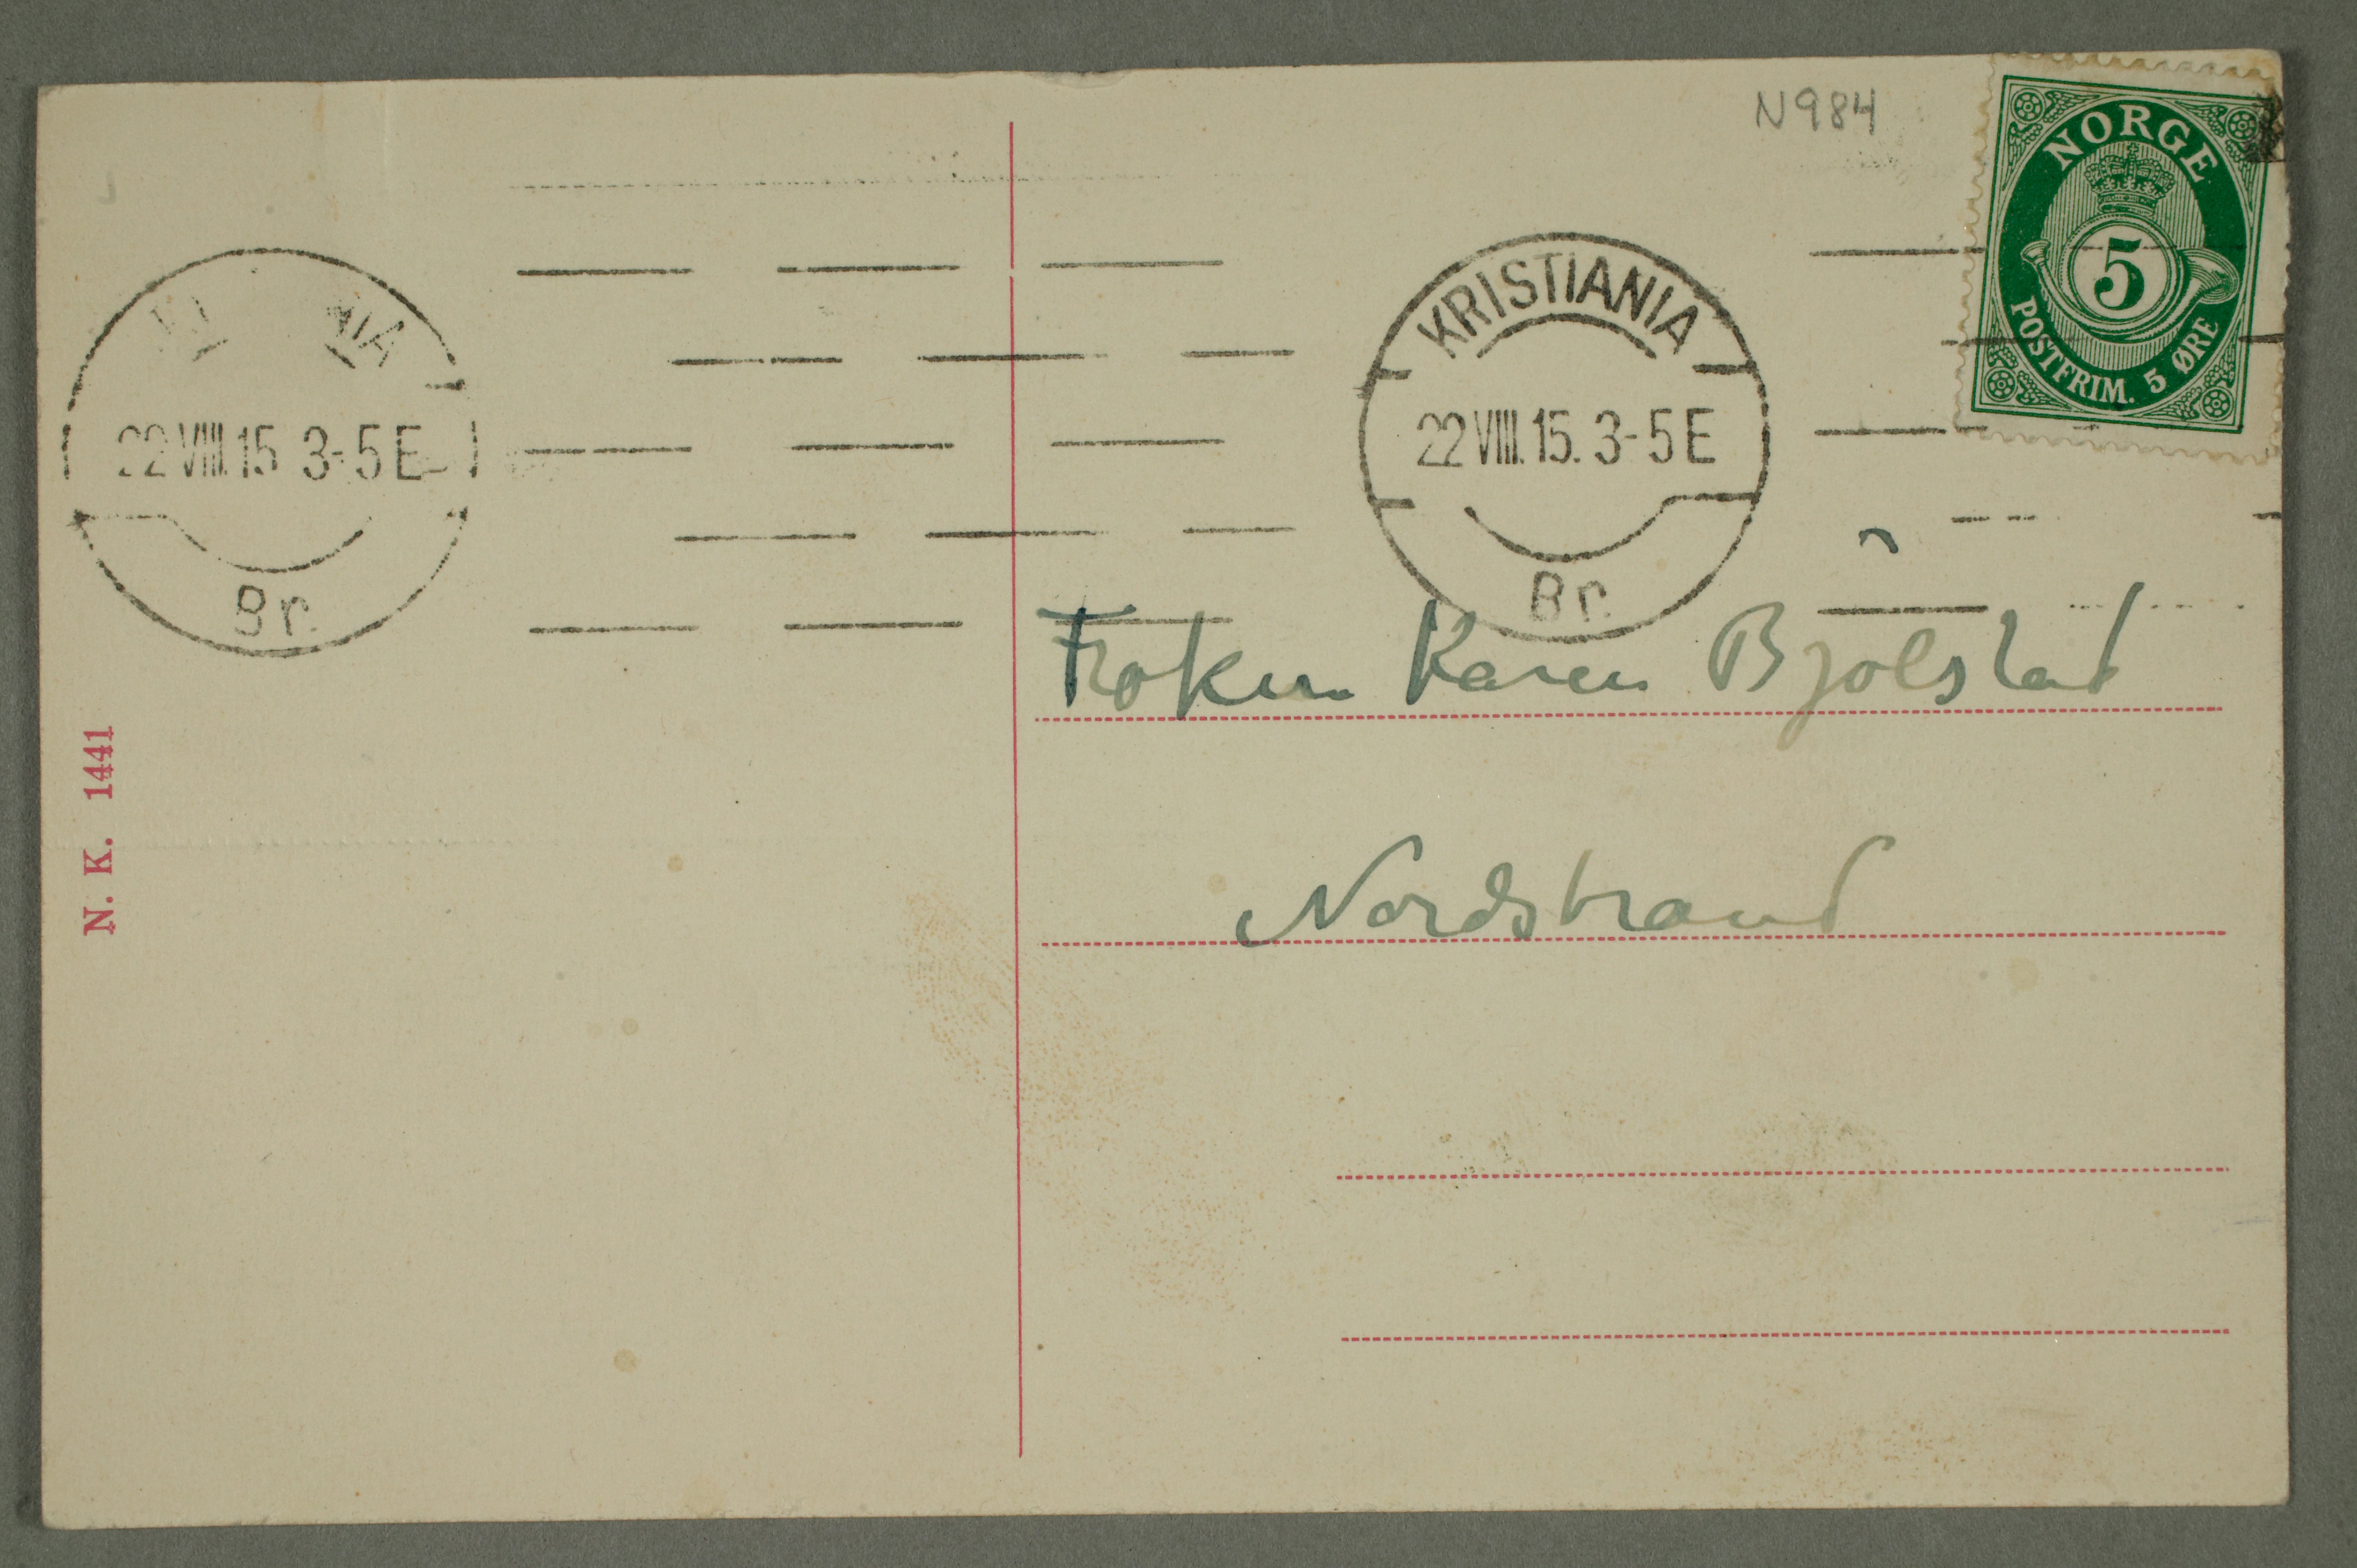 N984
NORGE
5
POSTFRIM. 5 ØRE
KRISTIANIA
22 VIII. 15. 3-5 E
Br.
22 VIII. 15 3-5 E
Br.
Frøken Karen Bjølstad
Nordstrand
N. K. 1441